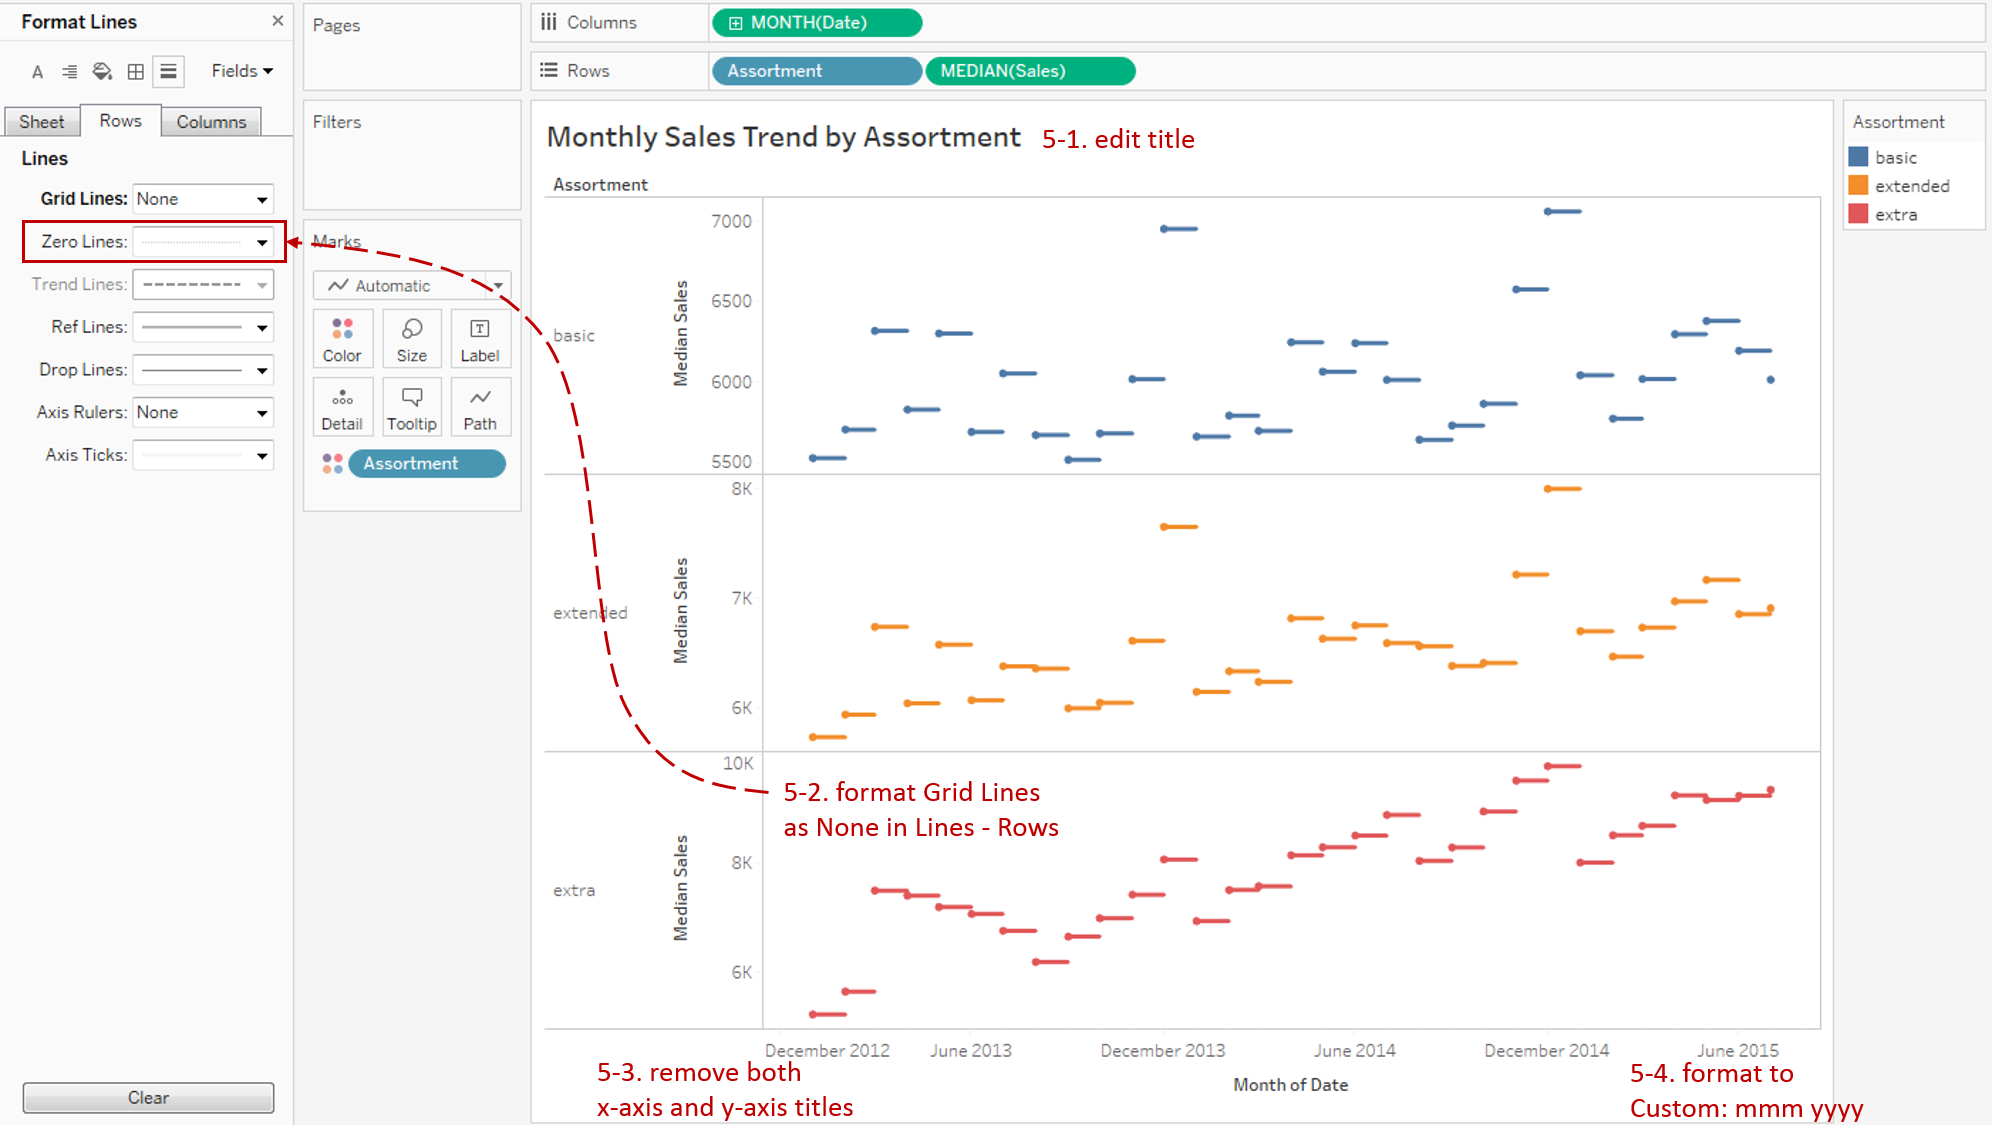 Format Lines
Fields
Sheet
Rows
Columns
Lines
Grid Lines: None
Zero Lines:
Trend Lines:
Ref Lines:
Drop Lines:
Axis Rulers: None
Axis Ticks:
Clear
Pages
Filters
Marks
Automatic
Color
Size
Label
Detail
Tooltip
Path
Assortment
Columns
MONTH(Date)
Rows
Assortment
MEDIAN(Sales)
Monthly Sales Trend by Assortment
5-1. edit title
Assortment
basic
Median Sales
7000
6500
6000
5500
extended
Median Sales
8K
7K
6K
extra
Median Sales
10K
8K
6K
5-2. format Grid Lines
as None in Lines - Rows
December 2012
June 2013
December 2013
June 2014
December 2014
June 2015
Month of Date
5-3. remove both
x-axis and y-axis titles
5-4. format to
Custom: mmm yyyy
Assortment
basic
extended
extra